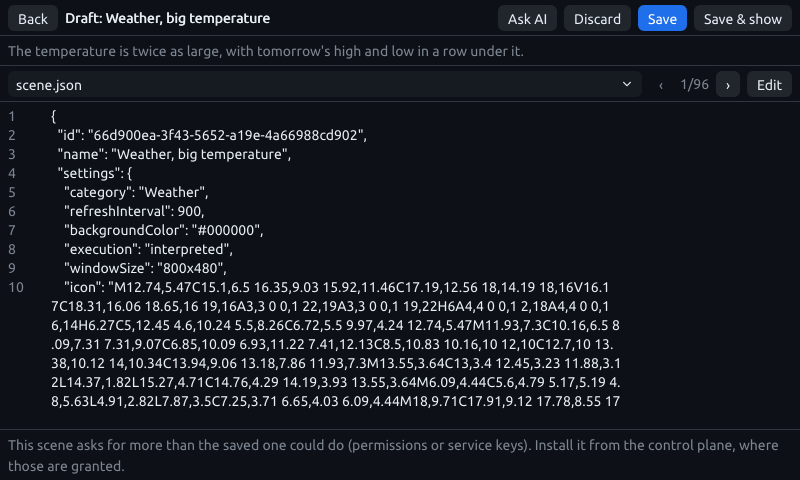 Back Draft: Weather, big temperature Ask AI Discard Save Save & show
The temperature is twice as large, with tomorrow's high and low in a row under it.
scene.json ‹ 1/96 › Edit
1 {
2 "id": "66d900ea-3f43-5652-a19e-4a66988cd902",
3 "name": "Weather, big temperature",
4 "settings": {
5 "category": "Weather",
6 "refreshInterval": 900,
7 "backgroundColor": "#000000",
8 "execution": "interpreted",
9 "windowSize": "800x480",
10 "icon": "M12.74,5.47C15.1,6.5 16.35,9.03 15.92,11.46C17.19,12.56 18,14.19 18,16V16.1
7C18.31,16.06 18.65,16 19,16A3,3 0 0,1 22,19A3,3 0 0,1 19,22H6A4,4 0 0,1 2,18A4,4 0 0,1
6,14H6.27C5,12.45 4.6,10.24 5.5,8.26C6.72,5.5 9.97,4.24 12.74,5.47M11.93,7.3C10.16,6.5 8
.09,7.31 7.31,9.07C6.85,10.09 6.93,11.22 7.41,12.13C8.5,10.83 10.16,10 12,10C12.7,10 13.
38,10.12 14,10.34C13.94,9.06 13.18,7.86 11.93,7.3M13.55,3.64C13,3.4 12.45,3.23 11.88,3.1
2L14.37,1.82L15.27,4.71C14.76,4.29 14.19,3.93 13.55,3.64M6.09,4.44C5.6,4.79 5.17,5.19 4.
8,5.63L4.91,2.82L7.87,3.5C7.25,3.71 6.65,4.03 6.09,4.44M18,9.71C17.91,9.12 17.78,8.55 17
This scene asks for more than the saved one could do (permissions or service keys). Install it from the control plane, where
those are granted.